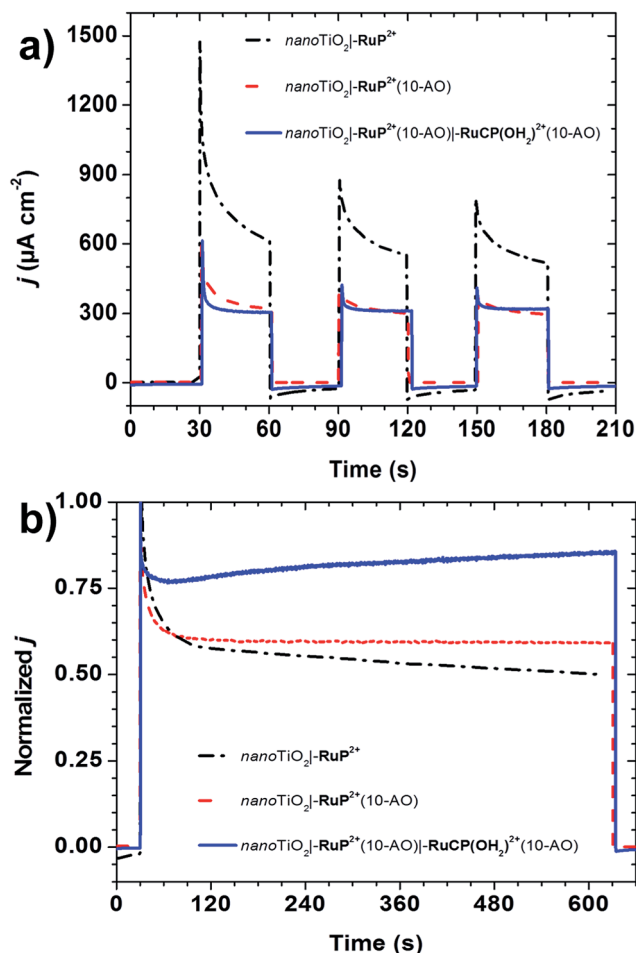 a)
1500
1200
900
600
300
0
j (µA cm⁻²)
nanoTiO₂|-RuP²⁺
nanoTiO₂|-RuP²⁺(10-AO)
nanoTiO₂|-RuP²⁺(10-AO)|-RuCP(OH₂)²⁺(10-AO)
0 30 60 90 120 150 180 210
Time (s)
b)
1.00
0.75
0.50
0.25
0.00
Normalized j
nanoTiO₂|-RuP²⁺
nanoTiO₂|-RuP²⁺(10-AO)
nanoTiO₂|-RuP²⁺(10-AO)|-RuCP(OH₂)²⁺(10-AO)
0 120 240 360 480 600
Time (s)